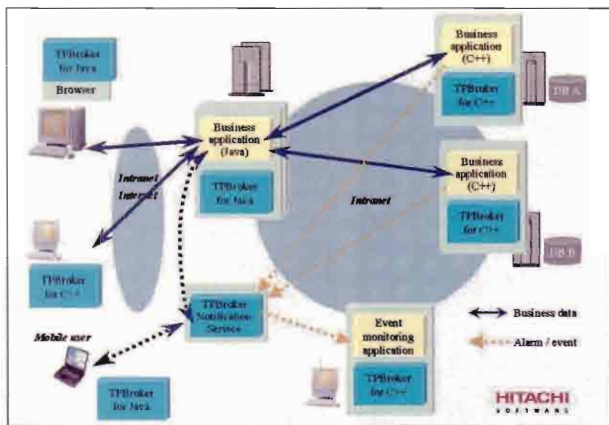 TPBroker
for Java
Browser
Business
application
(C++)
TPBroker
for C++
DB A
Business
application
(Java)
TPBroker
for Java
Intranet
Internet
Intranet
Business
application
(C++)
TPBroker
for C++
DB B
TPBroker
for C++
TPBroker
Notification
Service
Event
monitoring
application
TPBroker
for C++
Mobile user
TPBroker
for Java
Business data
Alarm / event
HITACHI
SOFTWARE